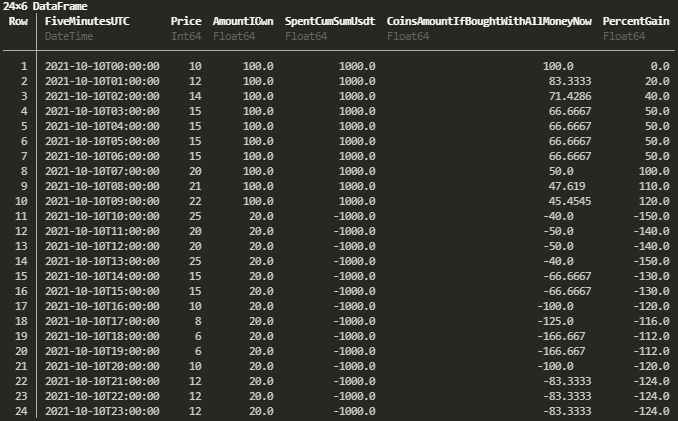 24×6 DataFrame
Row FiveMinutesUTC Price AmountIOwn SpentCumSumUsdt CoinsAmountIfBoughtWithAllMoneyNow PercentGain
DateTime Int64 Float64 Float64 Float64 Float64
1 2021-10-10T00:00:00 10 100.0 1000.0 100.0 0.0
2 2021-10-10T01:00:00 12 100.0 1000.0 83.3333 20.0
3 2021-10-10T02:00:00 14 100.0 1000.0 71.4286 40.0
4 2021-10-10T03:00:00 15 100.0 1000.0 66.6667 50.0
5 2021-10-10T04:00:00 15 100.0 1000.0 66.6667 50.0
6 2021-10-10T05:00:00 15 100.0 1000.0 66.6667 50.0
7 2021-10-10T06:00:00 15 100.0 1000.0 66.6667 50.0
8 2021-10-10T07:00:00 20 100.0 1000.0 50.0 100.0
9 2021-10-10T08:00:00 21 100.0 1000.0 47.619 110.0
10 2021-10-10T09:00:00 22 100.0 1000.0 45.4545 120.0
11 2021-10-10T10:00:00 25 20.0 -1000.0 -40.0 -150.0
12 2021-10-10T11:00:00 20 20.0 -1000.0 -50.0 -140.0
13 2021-10-10T12:00:00 20 20.0 -1000.0 -50.0 -140.0
14 2021-10-10T13:00:00 25 20.0 -1000.0 -40.0 -150.0
15 2021-10-10T14:00:00 15 20.0 -1000.0 -66.6667 -130.0
16 2021-10-10T15:00:00 15 20.0 -1000.0 -66.6667 -130.0
17 2021-10-10T16:00:00 10 20.0 -1000.0 -100.0 -120.0
18 2021-10-10T17:00:00 8 20.0 -1000.0 -125.0 -116.0
19 2021-10-10T18:00:00 6 20.0 -1000.0 -166.667 -112.0
20 2021-10-10T19:00:00 6 20.0 -1000.0 -166.667 -112.0
21 2021-10-10T20:00:00 10 20.0 -1000.0 -100.0 -120.0
22 2021-10-10T21:00:00 12 20.0 -1000.0 -83.3333 -124.0
23 2021-10-10T22:00:00 12 20.0 -1000.0 -83.3333 -124.0
24 2021-10-10T23:00:00 12 20.0 -1000.0 -83.3333 -124.0